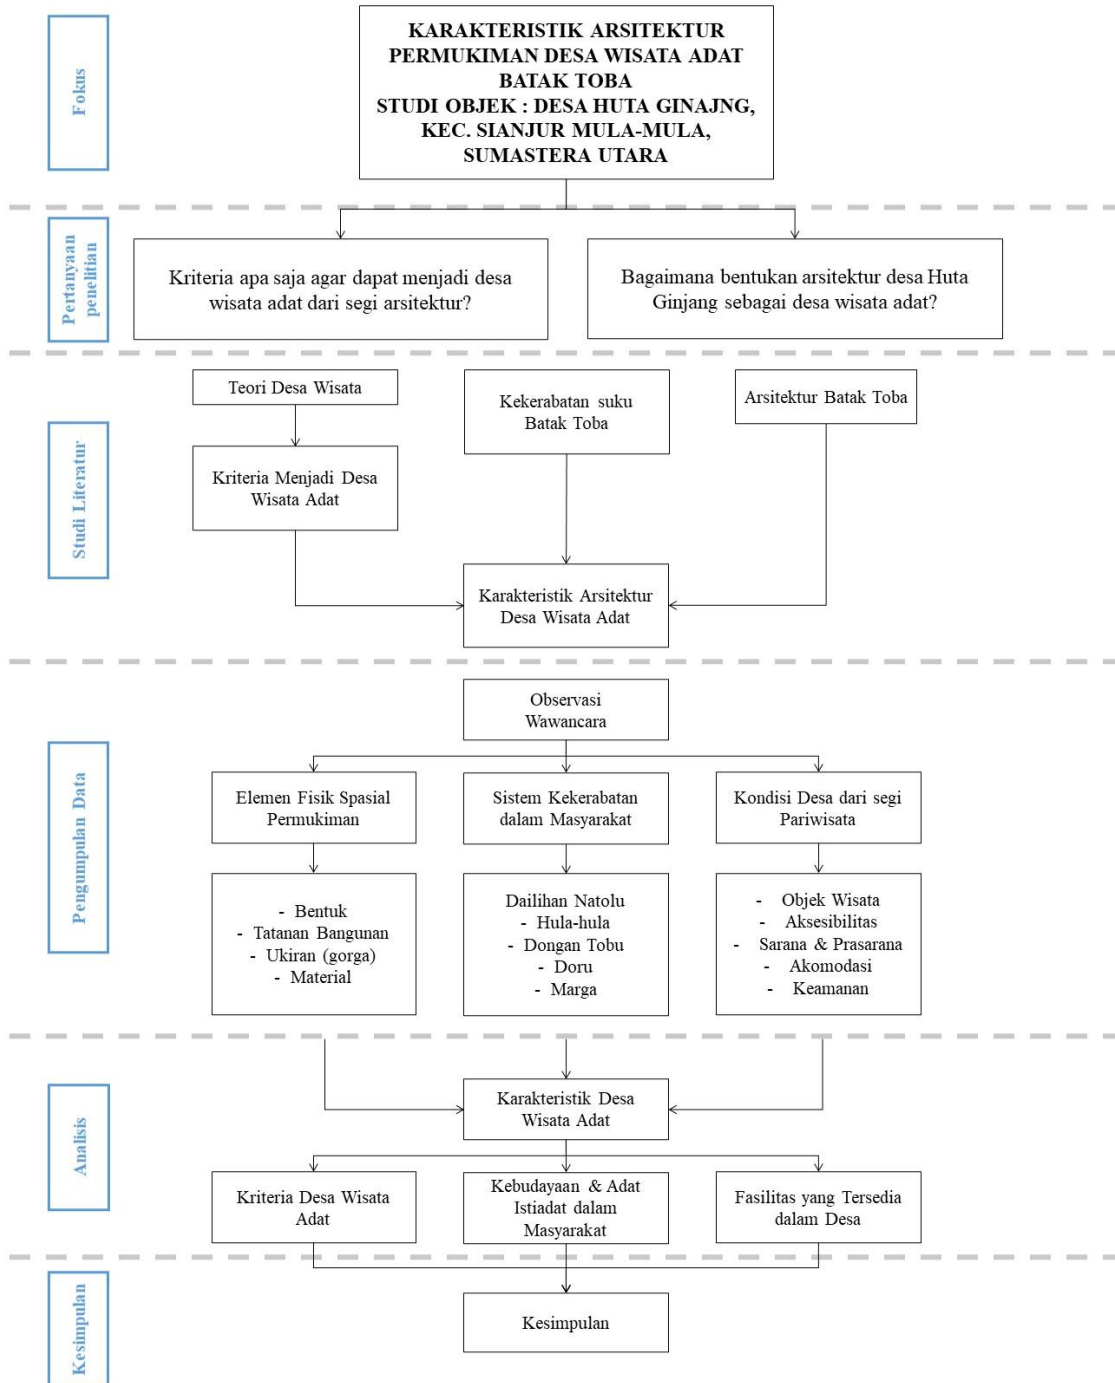 Fokus
KARAKTERISTIK ARSITEKTUR
PERMUKIMAN DESA WISATA ADAT
BATAK TOBA
STUDI OBJEK : DESA HUTA GINAJNG,
KEC. SIANJUR MULA-MULA,
SUMASTERA UTARA
Pertanyaan
penelitian
Kriteria apa saja agar dapat menjadi desa
wisata adat dari segi arsitektur?
Bagaimana bentukan arsitektur desa Huta
Ginjang sebagai desa wisata adat?
Studi Literatur
Teori Desa Wisata
Kekerabatan suku
Batak Toba
Arsitektur Batak Toba
Kriteria Menjadi Desa
Wisata Adat
Karakteristik Arsitektur
Desa Wisata Adat
Pengumpulan Data
Observasi
Wawancara
Elemen Fisik Spasial
Permukiman
Sistem Kekerabatan
dalam Masyarakat
Kondisi Desa dari segi
Pariwisata
- Bentuk
- Tatanan Bangunan
- Ukiran (gorga)
- Material
Dailihan Natolu
- Hula-hula
- Dongan Tobu
- Doru
- Marga
- Objek Wisata
- Aksesibilitas
- Sarana & Prasarana
- Akomodasi
- Keamanan
Analisis
Karakteristik Desa
Wisata Adat
Kriteria Desa Wisata
Adat
Kebudayaan & Adat
Istiadat dalam
Masyarakat
Fasilitas yang Tersedia
dalam Desa
Kesimpulan
Kesimpulan